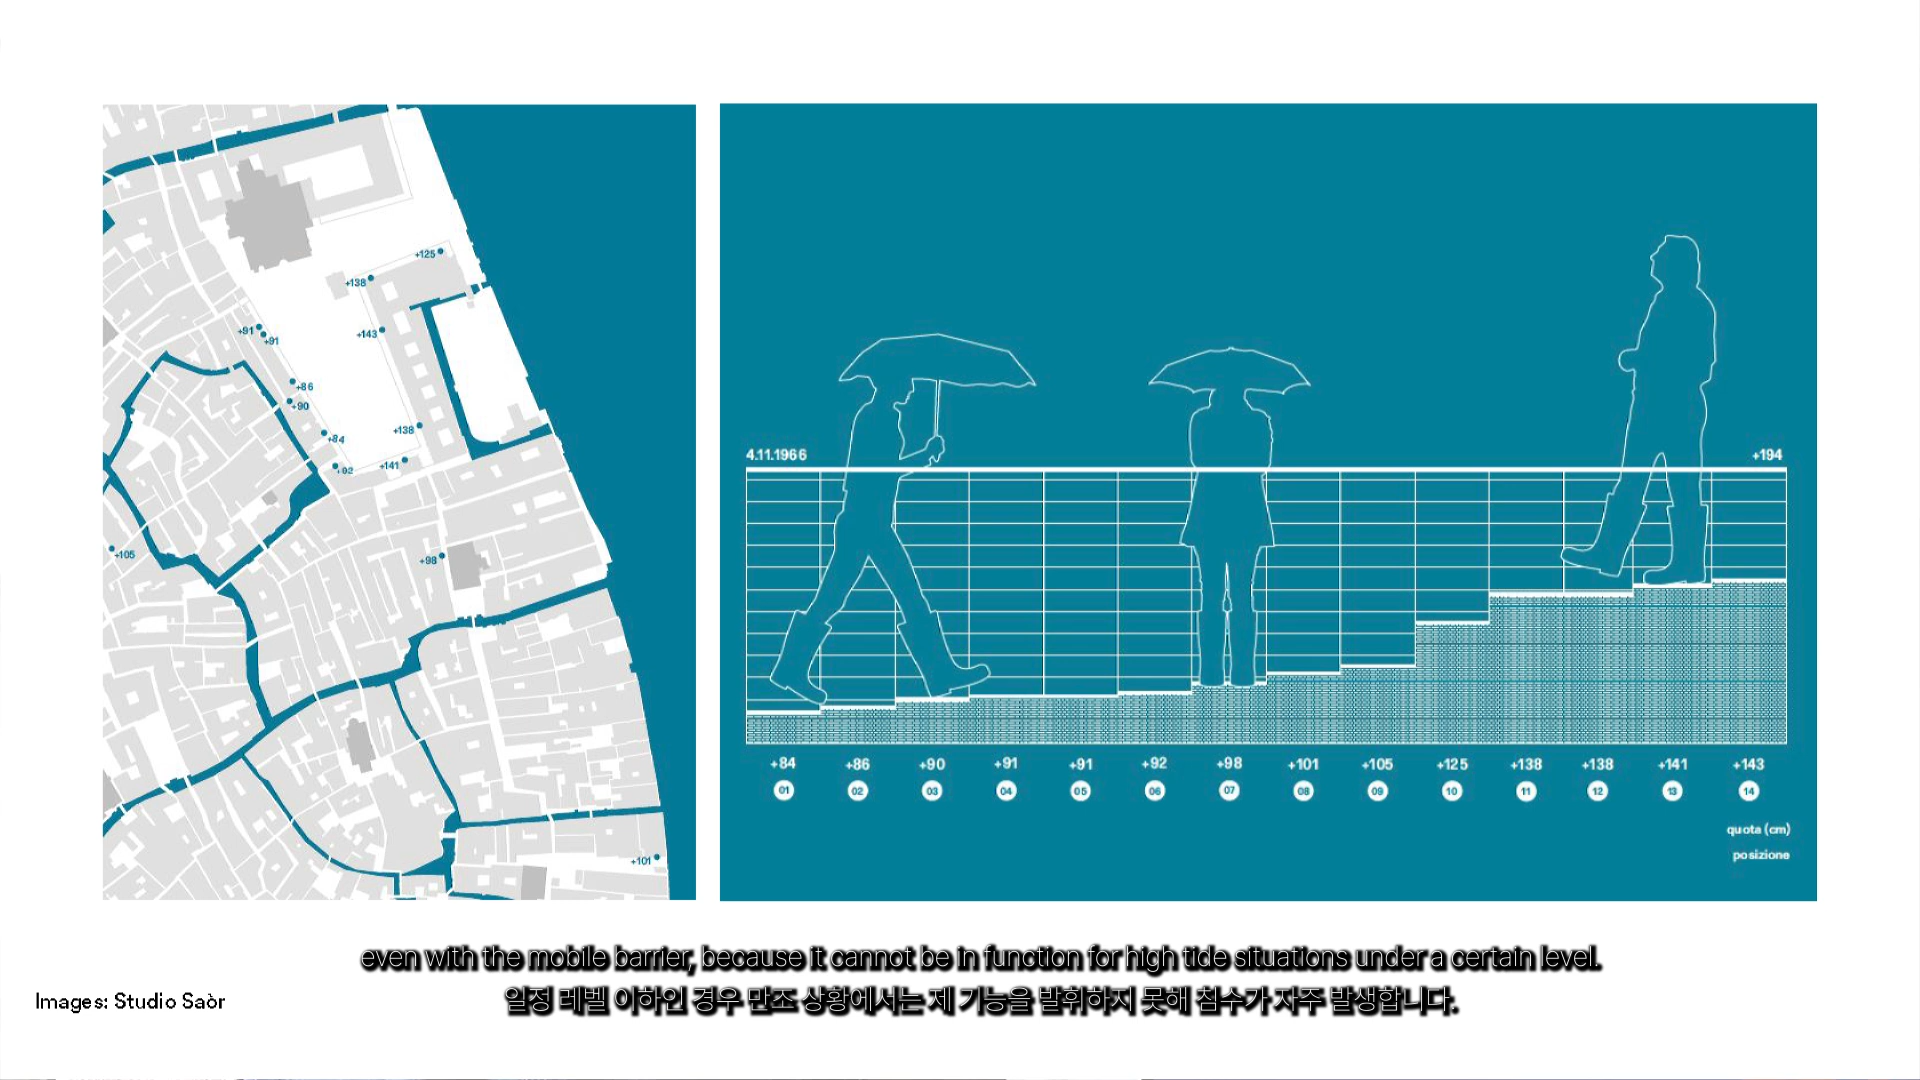 +125
+138
+143
+91
+91
+86
+90
+84
+92
+138
+141
+105
+98
+101
4.11.1966
+194
+84 +86 +90 +91 +91 +92 +98 +101 +105 +125 +138 +138 +141 +143
01 02 03 04 05 06 07 08 09 10 11 12 13 14
quota (cm)
posizione
even with the mobile barrier, because it cannot be in function for high tide situations under a certain level.
일정 레벨 이하인 경우 만조 상황에서는 제 기능을 발휘하지 못해 침수가 자주 발생합니다.
Images: Studio Saòr